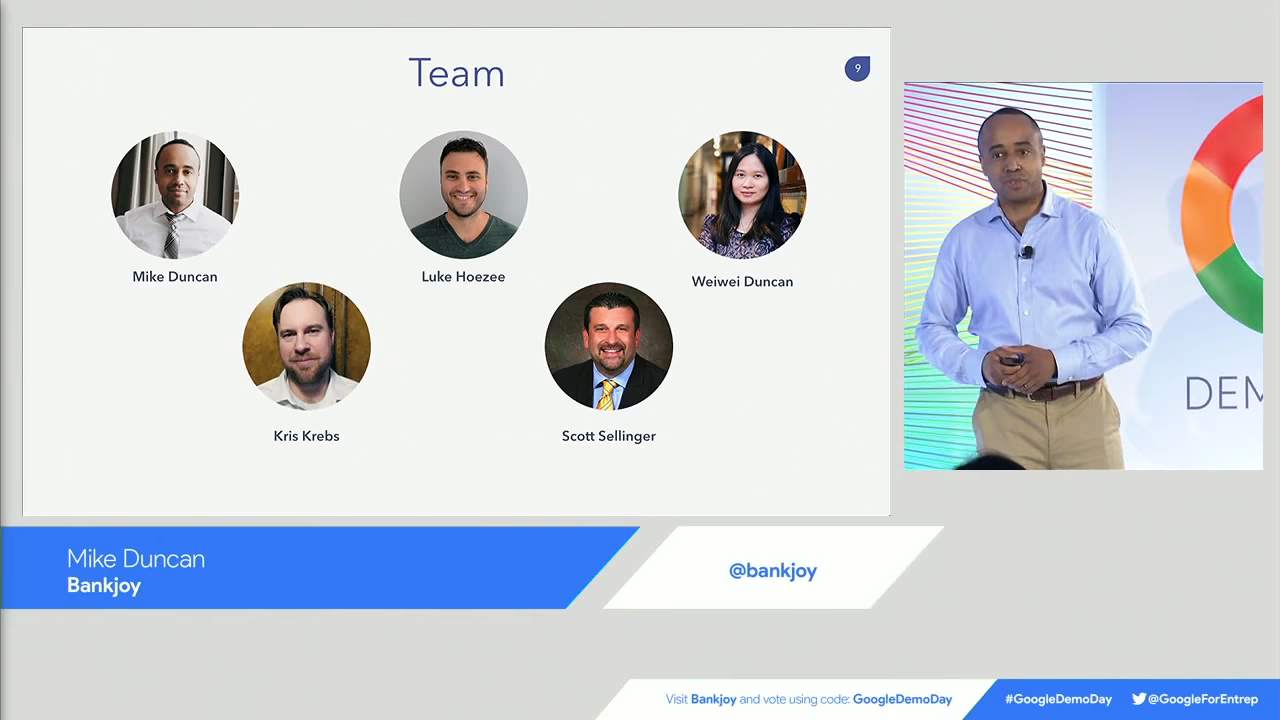 Team
9
Mike Duncan
Luke Hoezee
Weiwei Duncan
Kris Krebs
Scott Sellinger
DEM
Mike Duncan
Bankjoy
@bankjoy
Visit Bankjoy and vote using code: GoogleDemoDay
#GoogleDemoDay
@GoogleForEntrep